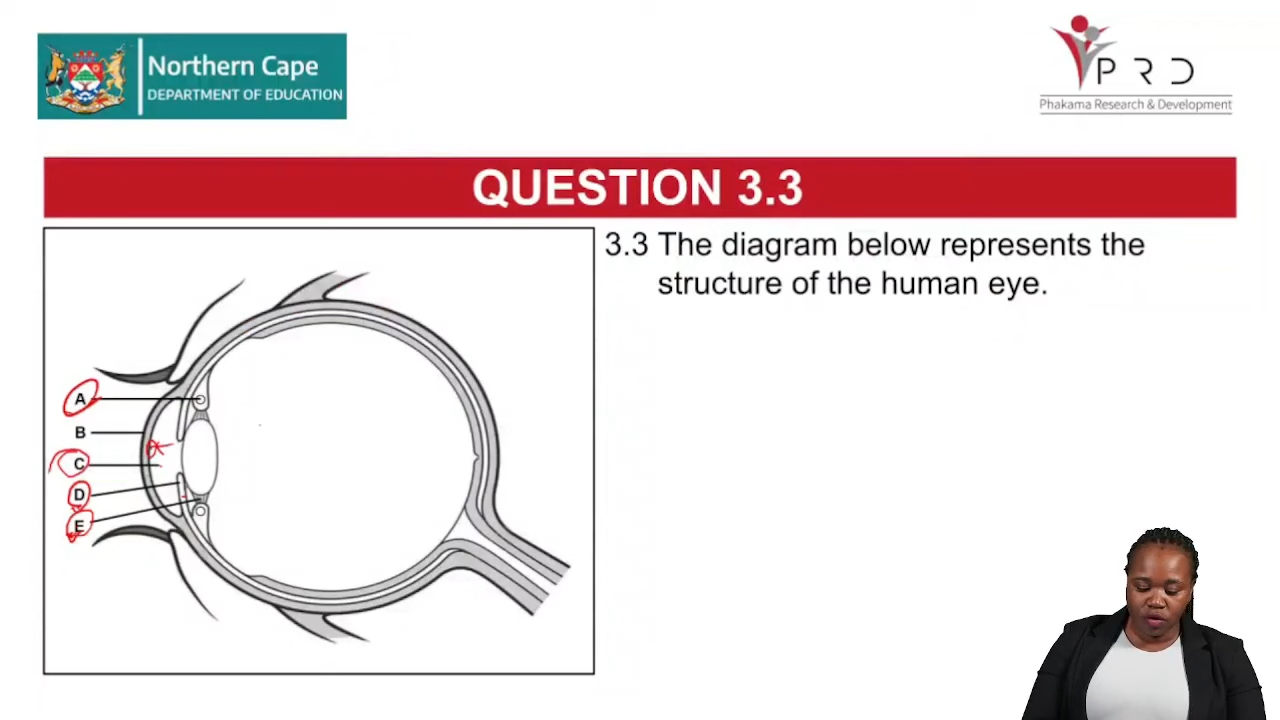 Northern Cape
DEPARTMENT OF EDUCATION
PRD
Phakama Research & Development
QUESTION 3.3
3.3 The diagram below represents the
structure of the human eye.
A
B
C
D
E